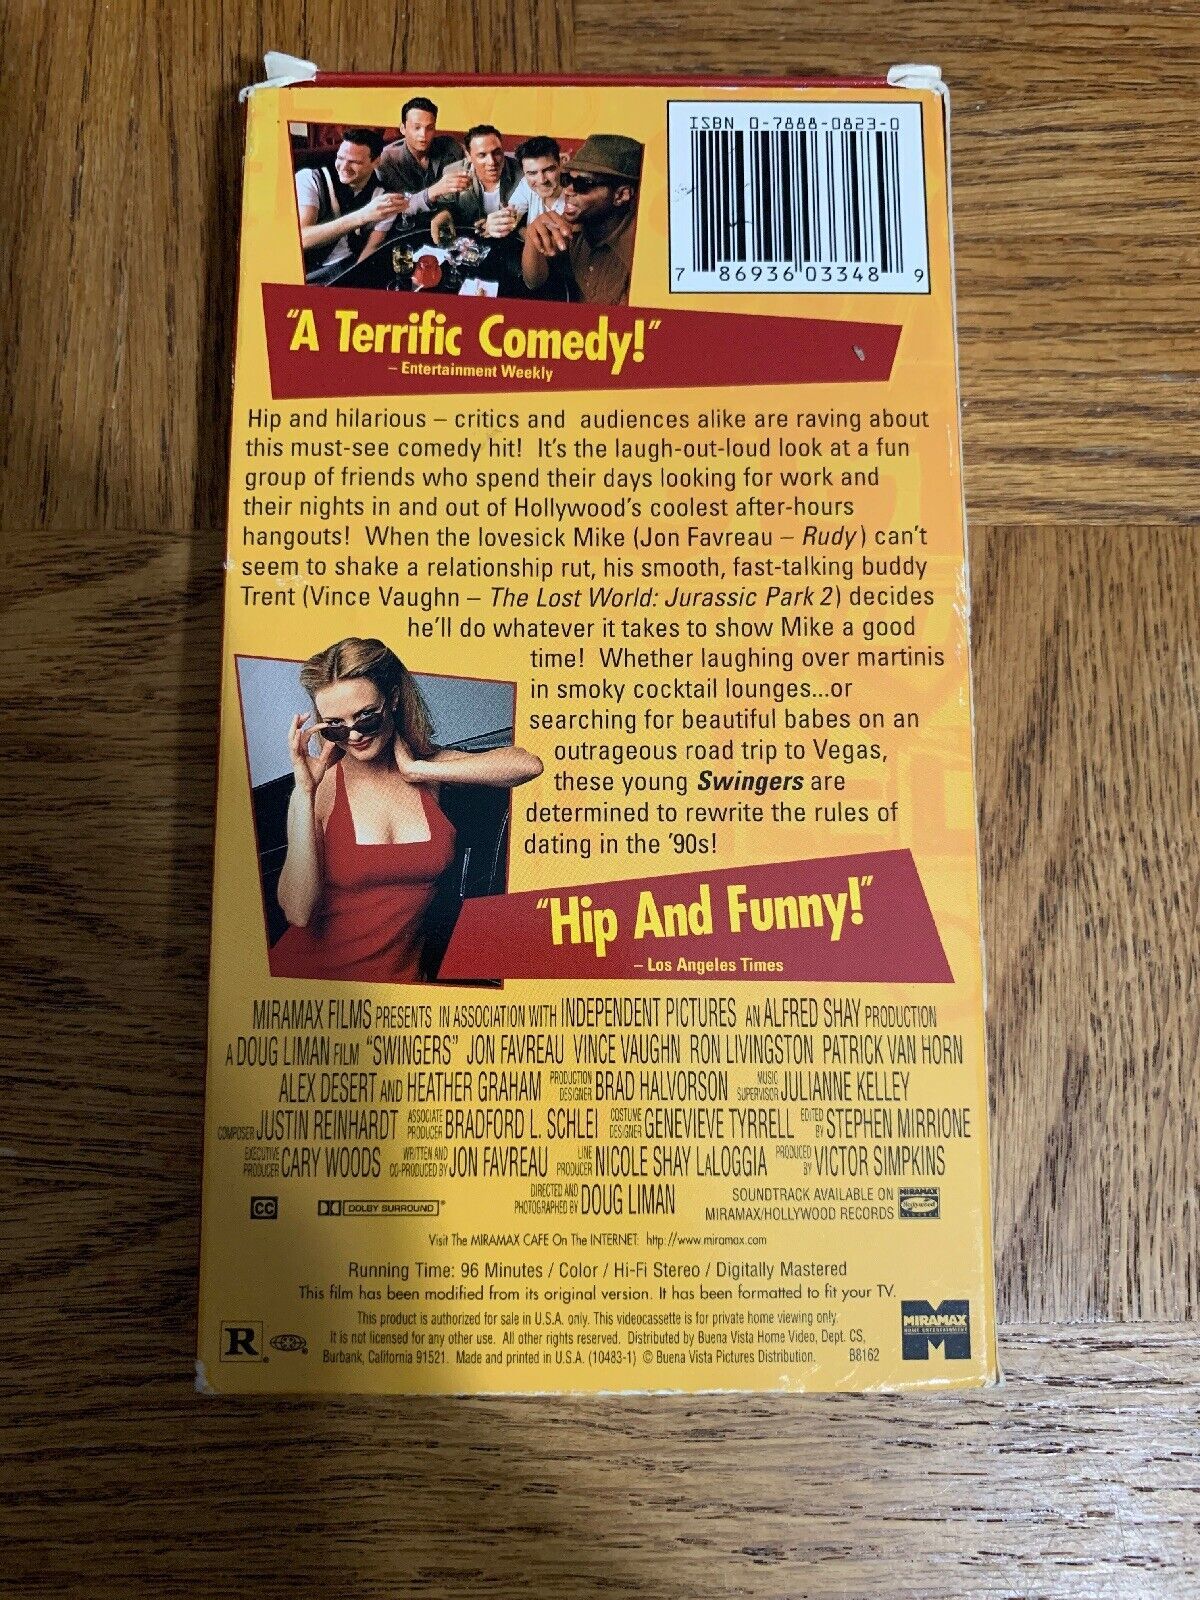 ISBN 0-7888-0823-0
7 86936 03348 9
"A Terrific Comedy!"
– Entertainment Weekly
Hip and hilarious – critics and audiences alike are raving about
this must-see comedy hit! It's the laugh-out-loud look at a fun
group of friends who spend their days looking for work and
their nights in and out of Hollywood's coolest after-hours
hangouts! When the lovesick Mike (Jon Favreau – Rudy) can't
seem to shake a relationship rut, his smooth, fast-talking buddy
Trent (Vince Vaughn – The Lost World: Jurassic Park 2) decides
he'll do whatever it takes to show Mike a good
time! Whether laughing over martinis
in smoky cocktail lounges...or
searching for beautiful babes on an
outrageous road trip to Vegas,
these young Swingers are
determined to rewrite the rules of
dating in the '90s!
"Hip And Funny!"
– Los Angeles Times
MIRAMAX FILMS PRESENTS IN ASSOCIATION WITH INDEPENDENT PICTURES AN ALFRED SHAY PRODUCTION
A DOUG LIMAN FILM "SWINGERS" JON FAVREAU VINCE VAUGHN RON LIVINGSTON PATRICK VAN HORN
ALEX DESERT AND HEATHER GRAHAM PRODUCTION DESIGNER BRAD HALVORSON MUSIC SUPERVISOR JULIANNE KELLEY
COMPOSER JUSTIN REINHARDT ASSOCIATE PRODUCER BRADFORD L. SCHLEI COSTUME DESIGNER GENEVIEVE TYRRELL EDITED BY STEPHEN MIRRIONE
EXECUTIVE PRODUCER CARY WOODS WRITTEN AND CO-PRODUCED BY JON FAVREAU LINE PRODUCER NICOLE SHAY LaLOGGIA PRODUCED BY VICTOR SIMPKINS
DIRECTED AND PHOTOGRAPHED BY DOUG LIMAN
CC
DOLBY SURROUND
SOUNDTRACK AVAILABLE ON
MIRAMAX/HOLLYWOOD RECORDS
MIRAMAX
Hollywood
RECORDS
Visit The MIRAMAX CAFE On The INTERNET: http://www.miramax.com
Running Time: 96 Minutes / Color / Hi-Fi Stereo / Digitally Mastered
This film has been modified from its original version. It has been formatted to fit your TV.
This product is authorized for sale in U.S.A. only. This videocassette is for private home viewing only.
It is not licensed for any other use. All other rights reserved. Distributed by Buena Vista Home Video, Dept. CS,
Burbank, California 91521. Made and printed in U.S.A. (10483-1) © Buena Vista Pictures Distribution. B8162
R
MIRAMAX
HOME ENTERTAINMENT